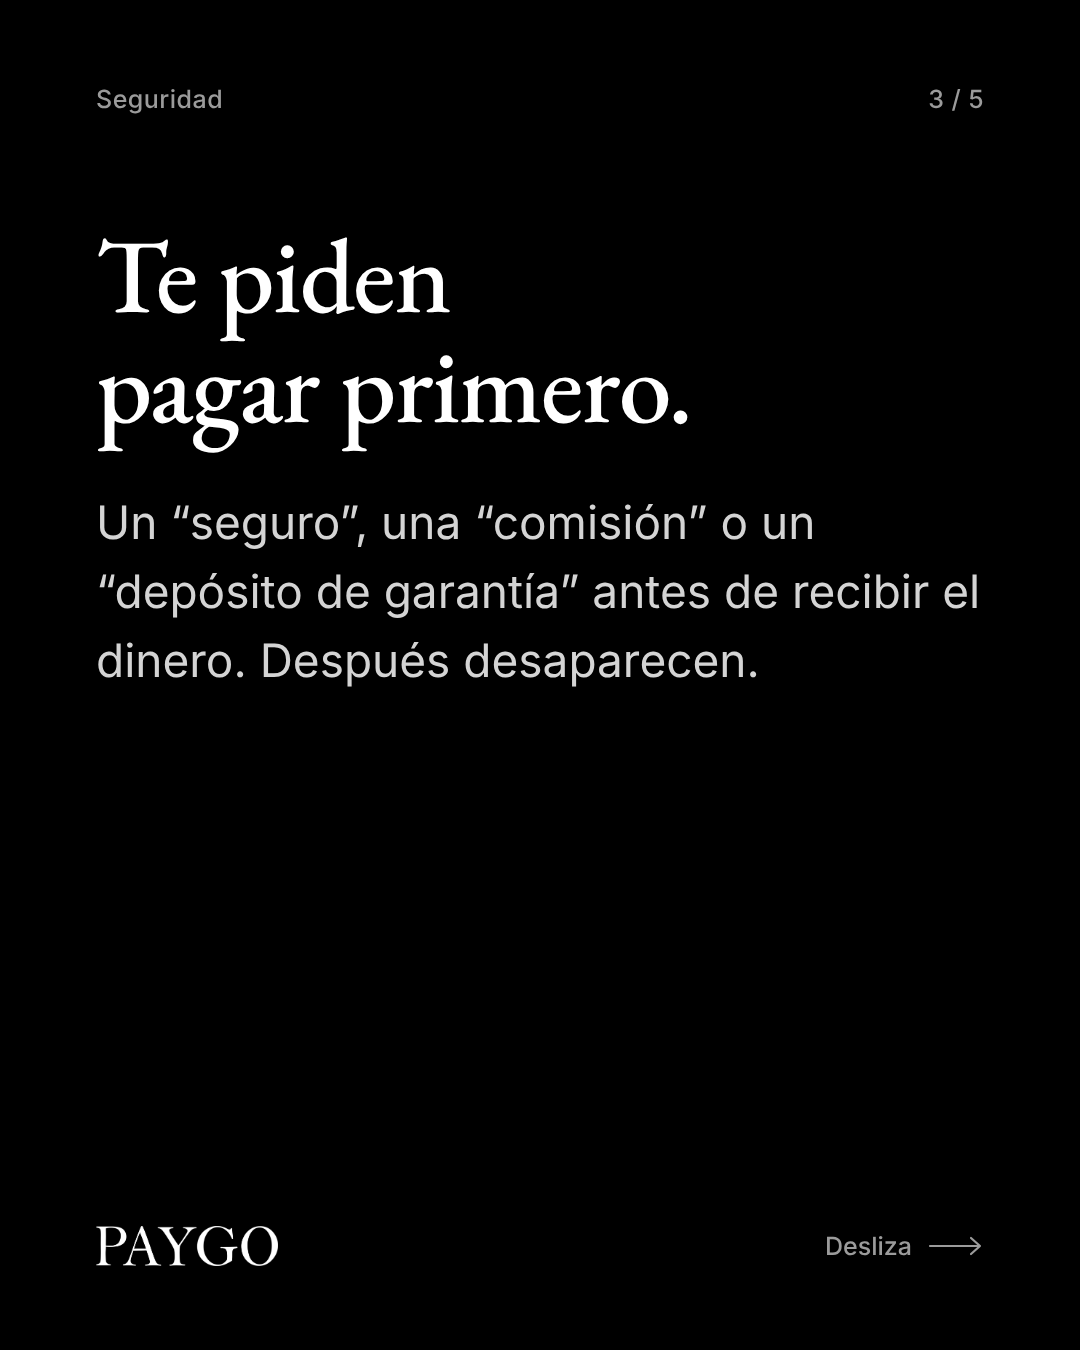 Seguridad
3 / 5
Te piden
pagar primero.
Un “seguro”, una “comisión” o un
“depósito de garantía” antes de recibir el
dinero. Después desaparecen.
PAYGO
Desliza